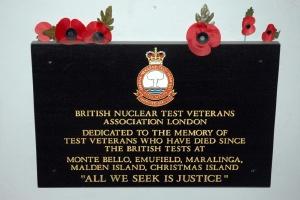 BRITISH NUCLEAR TEST VETERANS
ASSOCIATION LONDON
DEDICATED TO THE MEMORY OF
TEST VETERANS WHO HAVE DIED SINCE
THE BRITISH TESTS AT
MONTE BELLO, EMUFIELD, MARALINGA,
MALDEN ISLAND, CHRISTMAS ISLAND
"ALL WE SEEK IS JUSTICE"